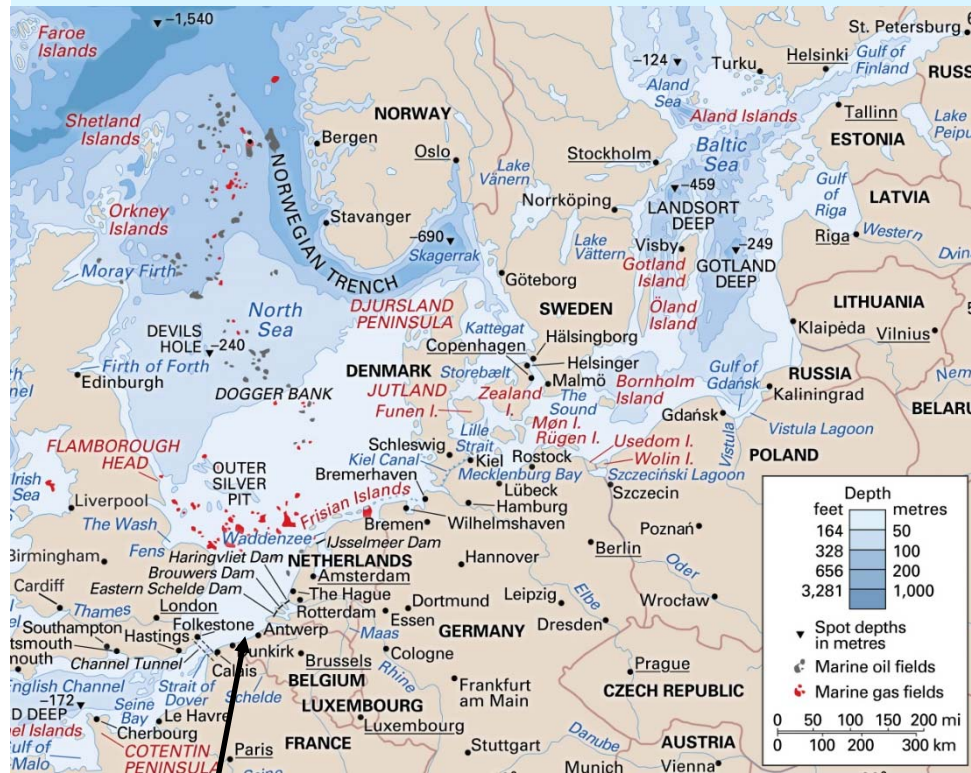 Faroe
Islands
–1,540
Shetland
Islands
Orkney
Islands
Moray Firth
Bergen
NORWAY
Oslo
Stavanger
NORWEGIAN TRENCH
–690
Skagerrak
North
Sea
DEVILS
HOLE
–240
DOGGER BANK
Firth of Forth
Edinburgh
FLAMBOROUGH
HEAD
OUTER
SILVER
PIT
Irish
Sea
Liverpool
The Wash
Fens
Birmingham
Cardiff
Thames
London
Southampton
Hastings
Folkestone
Channel Tunnel
English Channel
–172
Seine
Bay
Strait of
Dover
Calais
Dunkirk
Le Havre
Cherbourg
COTENTIN
PENINSULA
Paris
FRANCE
–124
Aland
Sea
Turku
Helsinki
St. Petersburg
Gulf of
Finland
Aland Islands
Tallinn
ESTONIA
Baltic
Sea
Stockholm
Lake
Vänern
Norrköping
–459
LANDSORT
DEEP
Gulf
of
Riga
LATVIA
Riga
Western
Dvina
Lake
Vättern
Visby
Gotland
Island
–249
GOTLAND
DEEP
Öland
Island
Göteborg
SWEDEN
LITHUANIA
Klaipėda
Vilnius
DJURSLAND
PENINSULA
Kattegat
Hälsingborg
Copenhagen
Helsinger
DENMARK
Storebælt
Malmö
JUTLAND
Funen I.
Zealand
I.
The
Sound
Bornholm
Island
Gulf of
Gdańsk
RUSSIA
Kaliningrad
Gdańsk
Vistula
Vistula Lagoon
POLAND
Møn I.
Rügen I.
Usedom I.
Wolin I.
Szczeciński Lagoon
Szczecin
Lille
Strait
Schleswig
Kiel Canal
Kiel
Rostock
Mecklenburg Bay
Bremerhaven
Lübeck
Hamburg
Frisian Islands
Waddenzee
Bremen
Wilhelmshaven
IJsselmeer Dam
Haringvliet Dam
Brouwers Dam
Eastern Schelde Dam
NETHERLANDS
Amsterdam
The Hague
Rotterdam
Antwerp
Hannover
Berlin
Poznań
Oder
Dortmund
Essen
Leipzig
Elbe
Wrocław
Dresden
Maas
Cologne
GERMANY
Brussels
BELGIUM
Schelde
Rhine
LUXEMBOURG
Luxembourg
Frankfurt
am Main
Prague
CZECH REPUBLIC
Stuttgart
Danube
Munich
AUSTRIA
Vienna
Depth
feet metres
164 50
328 100
656 200
3,281 1,000
Spot depths
in metres
Marine oil fields
Marine gas fields
0 50 100 150 200 mi
0 100 200 300 km